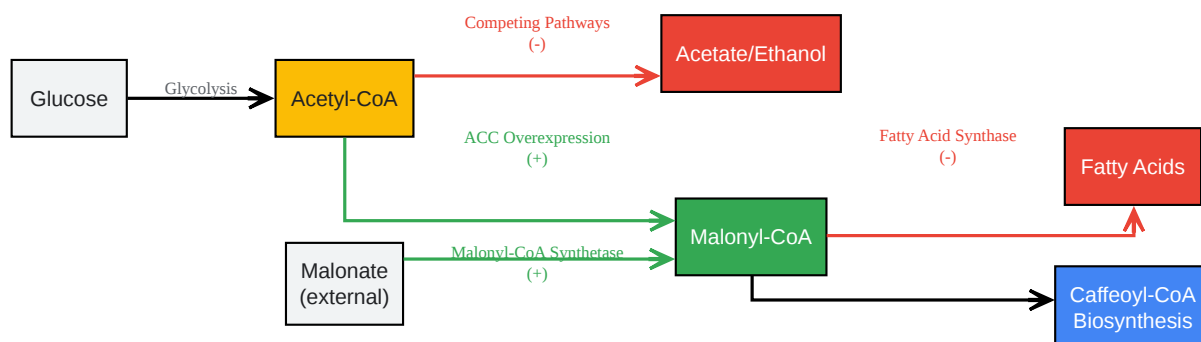 Competing Pathways
(-)
Acetate/Ethanol
Glucose
Glycolysis
Acetyl-CoA
ACC Overexpression
(+)
Fatty Acid Synthase
(-)
Fatty Acids
Malonyl-CoA
Malonate
(external)
Malonyl-CoA Synthetase
(+)
Caffeoyl-CoA
Biosynthesis